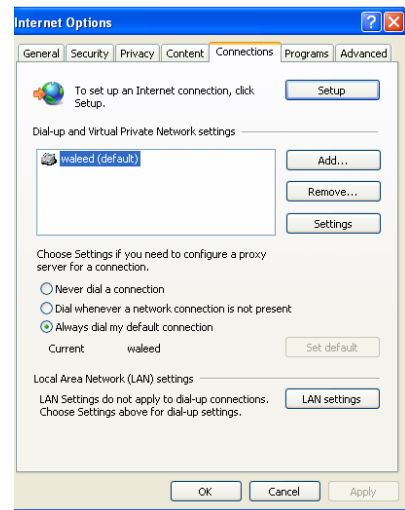 Internet Options
General Security Privacy Content Connections Programs Advanced
To set up an Internet connection, click
Setup.
Setup
Dial-up and Virtual Private Network settings
waleed (default)
Add...
Remove...
Settings
Choose Settings if you need to configure a proxy
server for a connection.
Never dial a connection
Dial whenever a network connection is not present
Always dial my default connection
Current waleed Set default
Local Area Network (LAN) settings
LAN Settings do not apply to dial-up connections.
Choose Settings above for dial-up settings.
LAN settings
OK Cancel Apply